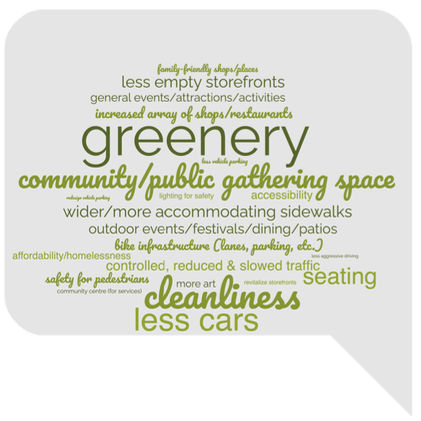 family-friendly shops/places
less empty storefronts
general events/attractions/activities
increased array of shops/restaurants
greenery
less vehicle parking
community/public gathering space
redesign vehicle parking
lighting for safety
accessibility
wider/more accommodating sidewalks
outdoor events/festivals/dining/patios
bike infrastructure (lanes, parking, etc.)
affordability/homelessness
less aggressive driving
controlled, reduced & slowed traffic
safety for pedestrians
more art
revitalize storefronts
seating
community centre (for services)
cleanliness
less cars